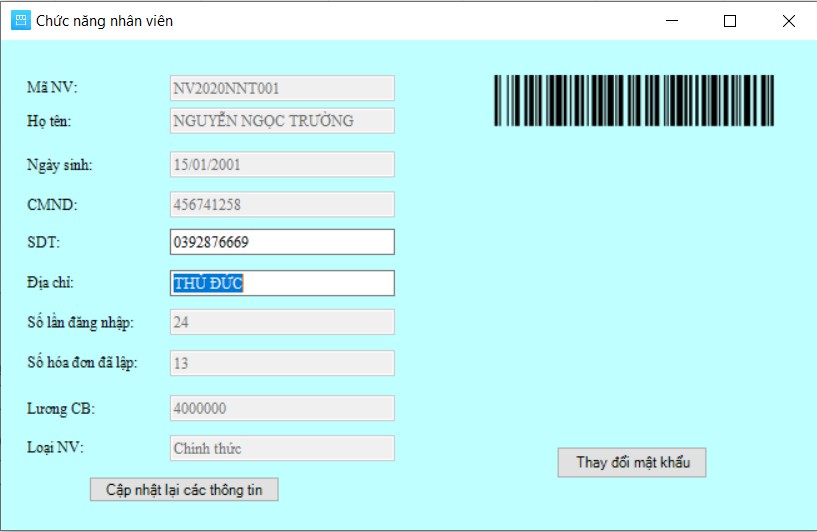 Chức năng nhân viên
Mã NV: NV2020NNT001
Họ tên: NGUYỄN NGỌC TRƯỜNG
Ngày sinh: 15/01/2001
CMND: 456741258
SDT: 0392876669
Địa chỉ: THỦ ĐỨC
Số lần đăng nhập: 24
Số hóa đơn đã lập: 13
Lương CB: 4000000
Loại NV: Chính thức
Thay đổi mật khẩu
Cập nhật lại các thông tin